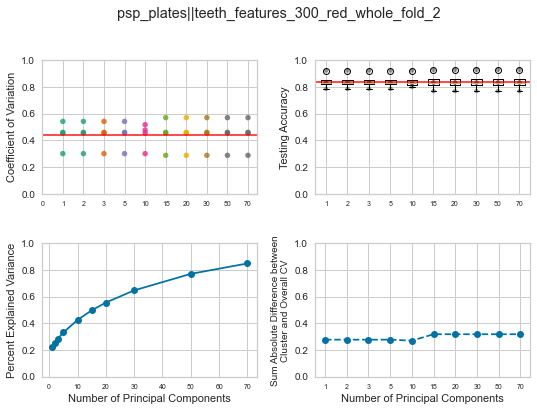 psp_plates||teeth_features_300_red_whole_fold_2
Coefficient of Variation
1.0
0.8
0.6
0.4
0.2
0.0
0 1 2 3 5 10 15 20 30 50 70
Testing Accuracy
1.0
0.8
0.6
0.4
0.2
0.0
1 2 3 5 10 15 20 30 50 70
Percent Explained Variance
1.0
0.8
0.6
0.4
0.2
0.0
0 10 20 30 40 50 60 70
Number of Principal Components
Sum Absolute Difference between
Cluster and Overall CV
1.0
0.8
0.6
0.4
0.2
0.0
1 2 3 5 10 15 20 30 50 70
Number of Principal Components